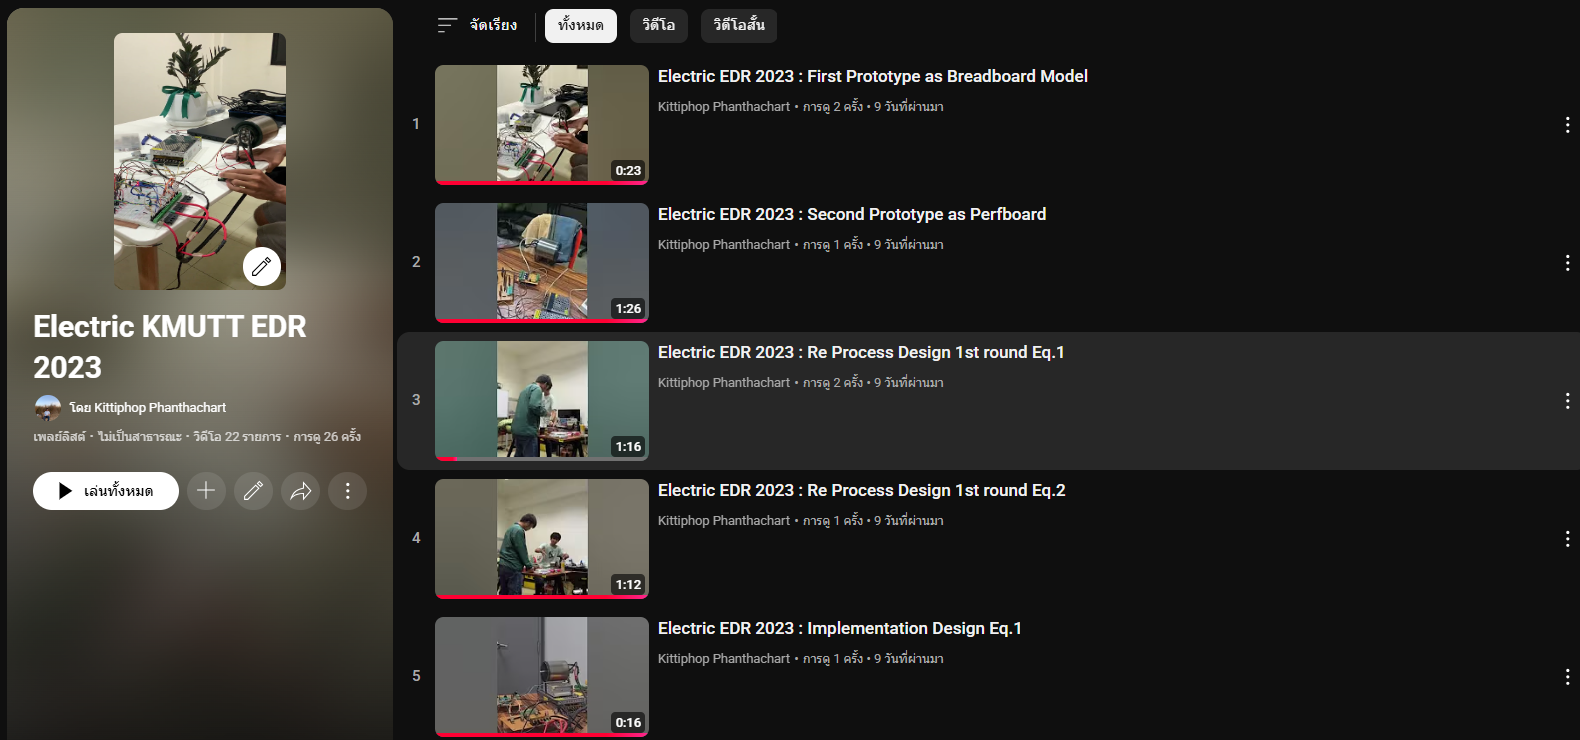 Electric KMUTT EDR
2023
โดย Kittiphop Phanthachart
เพลย์ลิสต์ • ไม่เป็นสาธารณะ • วิดีโอ 22 รายการ • การดู 26 ครั้ง
เล่นทั้งหมด
จัดเรียง
ทั้งหมด
วิดีโอ
วิดีโอสั้น
1
0:23
Electric EDR 2023 : First Prototype as Breadboard Model
Kittiphop Phanthachart • การดู 2 ครั้ง • 9 วันที่ผ่านมา
2
1:26
Electric EDR 2023 : Second Prototype as Perfboard
Kittiphop Phanthachart • การดู 1 ครั้ง • 9 วันที่ผ่านมา
3
1:16
Electric EDR 2023 : Re Process Design 1st round Eq.1
Kittiphop Phanthachart • การดู 2 ครั้ง • 9 วันที่ผ่านมา
4
1:12
Electric EDR 2023 : Re Process Design 1st round Eq.2
Kittiphop Phanthachart • การดู 1 ครั้ง • 9 วันที่ผ่านมา
5
0:16
Electric EDR 2023 : Implementation Design Eq.1
Kittiphop Phanthachart • การดู 1 ครั้ง • 9 วันที่ผ่านมา